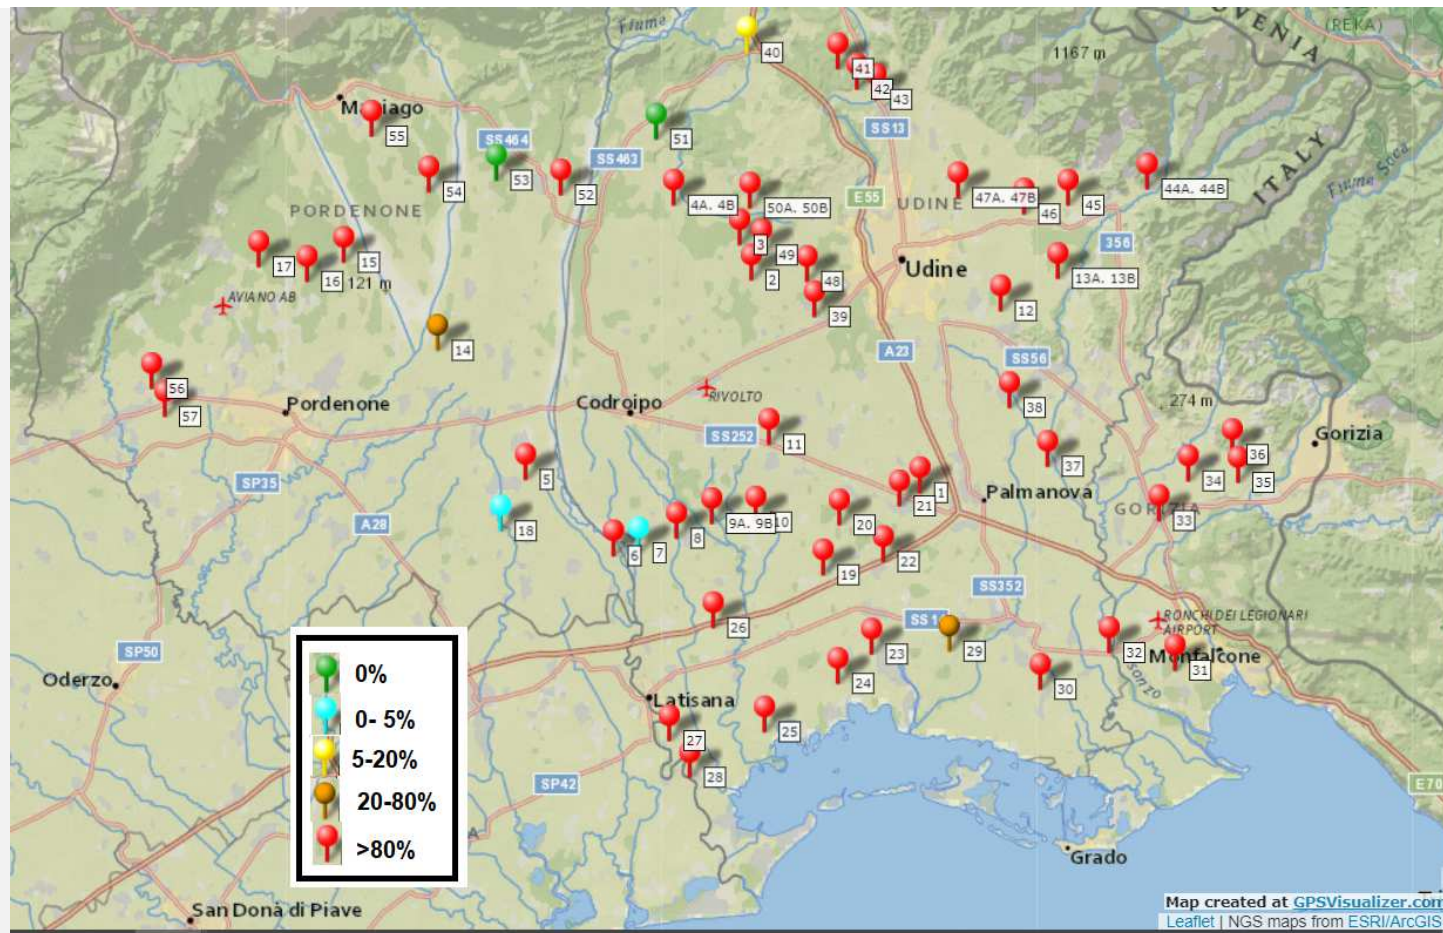 Fiume
OVENIA
(REKA)
40
1167 m
41
42
43
Maniago
55
SS464
51
SS13
SS463
53
52
54
ITALY
Fiume
4A. 4B
50A. 50B
E55
UDINE
47A. 47B
46
45
44A. 44B
PORDENONE
3
49
2
48
356
17
16
15
121 m
Udine
13A. 13B
AVIANO AB
39
12
14
A23
SS56
56
57
Pordenone
Codroipo
RIVOLTO
38
274 m
SS252
11
Gorizia
36
37
34
35
5
SP35
1
21
Palmanova
GORIZIA
33
A28
18
9A. 9B
10
20
6
7
8
19
22
SS352
26
SS 1
RONCHI DEI LEGIONARI
AIRPORT
23
29
32
Monfalcone
31
SP50
0%
24
30
Oderzo
Latisana
0- 5%
25
27
5-20%
28
SP42
E70
20-80%
>80%
Grado
San Donà di Piave
Map created at GPSVisualizer.com
Leaflet | NGS maps from ESRI/ArcGIS